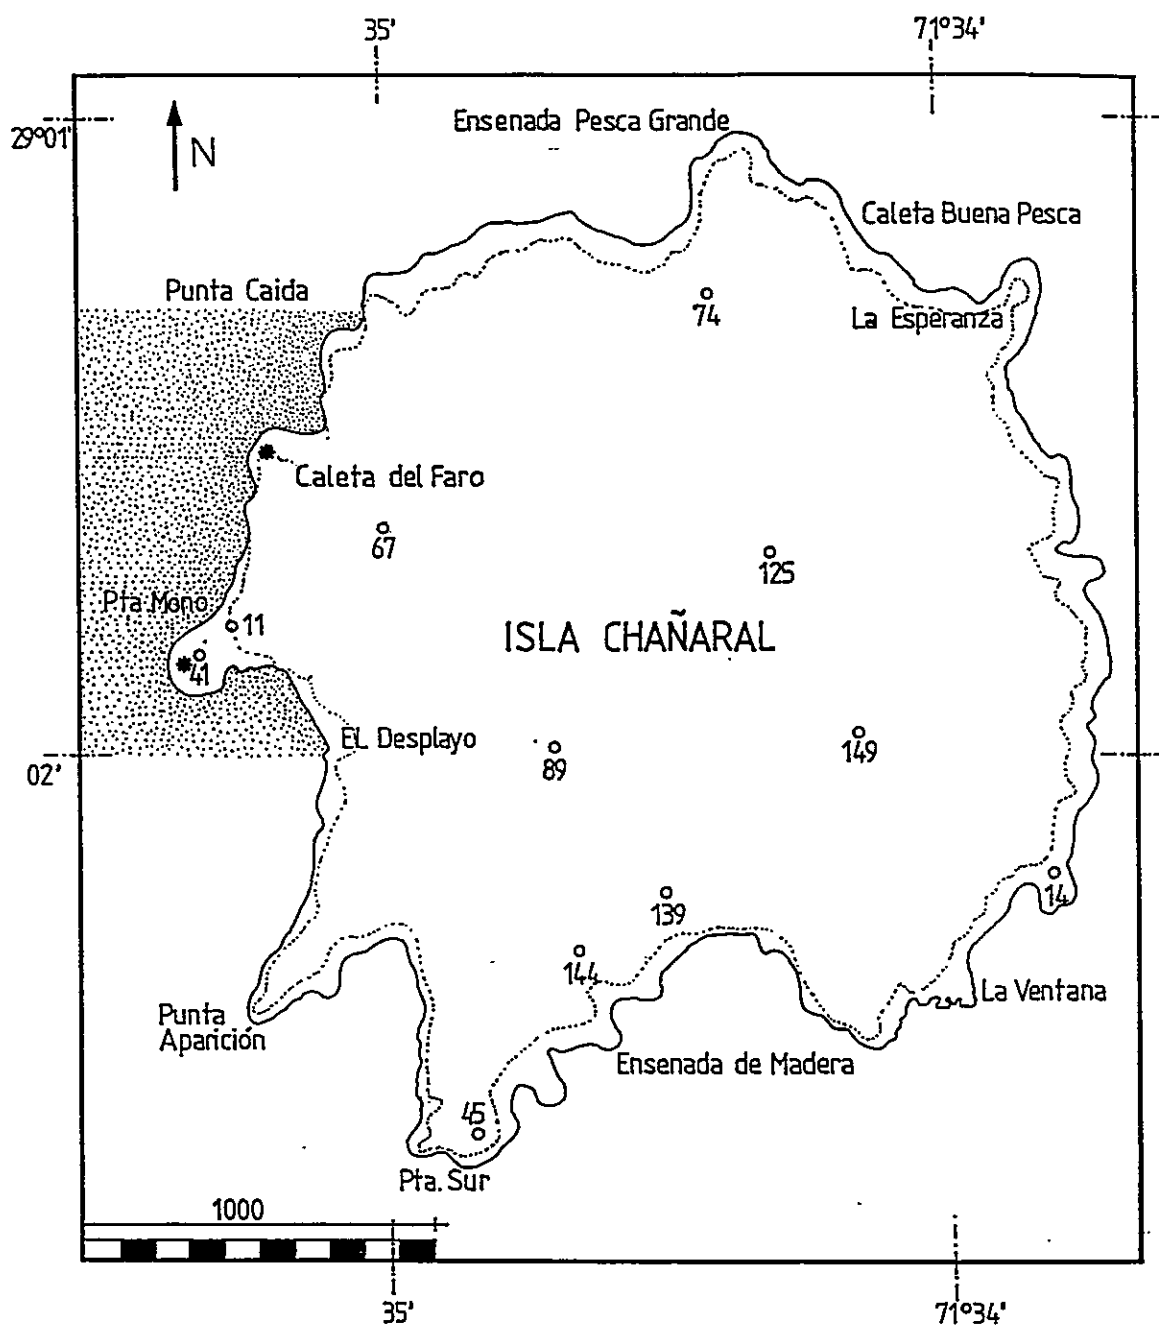 35'
71°34'
29°01'
N
Ensenada Pesca Grande
Caleta Buena Pesca
Punta Caida
74
La Esperanza
Caleta del Faro
67
125
Pta. Mono
11
ISLA CHAÑARAL
41
EL Desplayo
89
149
02'
14
139
144
La Ventana
Punta
Aparición
Ensenada de Madera
45
Pta. Sur
1000
35'
71°34'